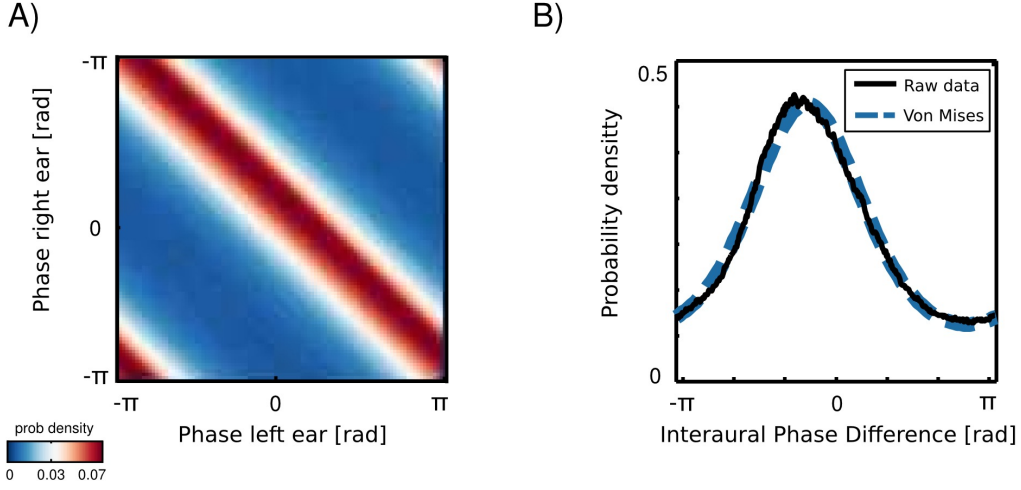 A)
B)
-π
0
-π
Phase right ear [rad]
-π
0
π
Phase left ear [rad]
prob density
0
0.03
0.07
0.5
0
Probability densitty
Raw data
Von Mises
-π
0
π
Interaural Phase Difference [rad]